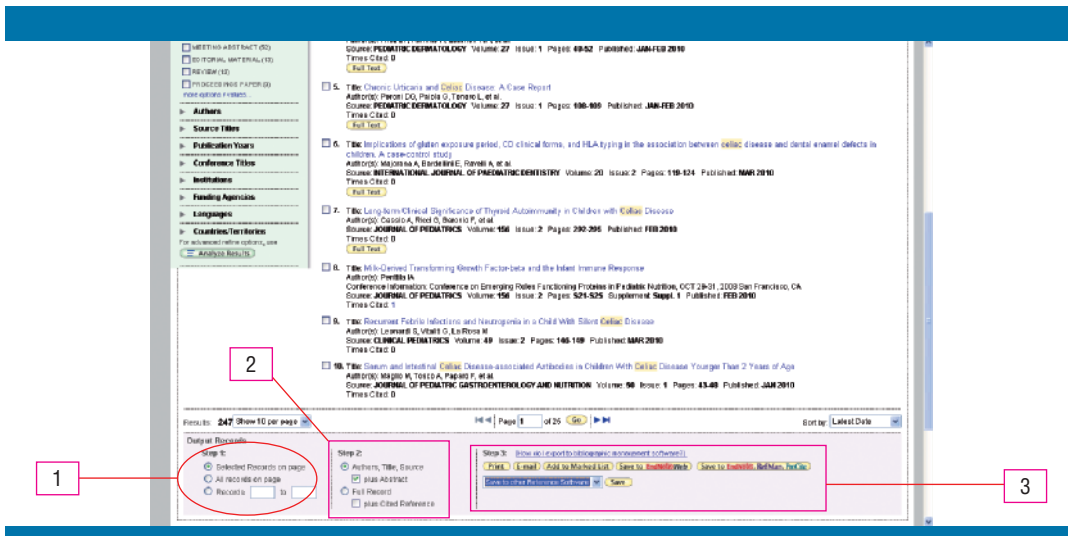 MEETING ABSTRACT (52)
EDITORIAL MATERIAL (13)
REVIEW (13)
PROCEEDINGS PAPER (9)
more options / values...
Authors
Source Titles
Publication Years
Conference Titles
Institutions
Funding Agencies
Languages
Countries/Territories
For advanced refine options, use
Analyze Results
Source: PEDIATRIC DERMATOLOGY Volume: 27 Issue: 1 Pages: 49-52 Published: JAN-FEB 2010
Times Cited: 0
Full Text
5. Title: Chronic Urticaria and Celiac Disease: A Case Report
Author(s): Peroni DG, Paiola G, Tenero L, et al.
Source: PEDIATRIC DERMATOLOGY Volume: 27 Issue: 1 Pages: 108-109 Published: JAN-FEB 2010
Times Cited: 0
Full Text
6. Title: Implications of gluten exposure period, CD clinical forms, and HLA typing in the association between celiac disease and dental enamel defects in
children. A case-control study
Author(s): Majorana A, Bardellini E, Ravelli A, et al.
Source: INTERNATIONAL JOURNAL OF PAEDIATRIC DENTISTRY Volume: 20 Issue: 2 Pages: 119-124 Published: MAR 2010
Times Cited: 0
Full Text
7. Title: Long-term Clinical Significance of Thyroid Autoimmunity in Children with Celiac Disease
Author(s): Cassio A, Ricci G, Baronio F, et al.
Source: JOURNAL OF PEDIATRICS Volume: 156 Issue: 2 Pages: 292-295 Published: FEB 2010
Times Cited: 0
Full Text
8. Title: Milk-Derived Transforming Growth Factor-beta and the Infant Immune Response
Author(s): Penttila IA
Conference Information: Conference on Emerging Roles Functioning Proteins in Pediatric Nutrition, OCT 29-31, 2008 San Francisco, CA
Source: JOURNAL OF PEDIATRICS Volume: 156 Issue: 2 Pages: S21-S25 Supplement: Suppl. 1 Published: FEB 2010
Times Cited: 1
9. Title: Recurrent Febrile Infections and Neutropenia in a Child With Silent Celiac Disease
Author(s): Leonardi S, Vitaliti G, La Rosa M
Source: CLINICAL PEDIATRICS Volume: 49 Issue: 2 Pages: 146-149 Published: MAR 2010
Times Cited: 0
10. Title: Serum and Intestinal Celiac Disease-associated Antibodies in Children With Celiac Disease Younger Than 2 Years of Age
Author(s): Maglio M, Tosco A, Paparo F, et al.
Source: JOURNAL OF PEDIATRIC GASTROENTEROLOGY AND NUTRITION Volume: 50 Issue: 1 Pages: 43-48 Published: JAN 2010
Times Cited: 0
2
Results: 247 Show 10 per page Page 1 of 25 Go Sort by: Latest Date
Output Records
Step 1:
Selected Records on page
All records on page
Records to
1
Step 2:
Authors, Title, Source
plus Abstract
Full Record
plus Cited Reference
Step 3: [How do I export to bibliographic management software?]
Print E-mail Add to Marked List Save to EndNote Web Save to EndNote, RefMan, ProCite
Save to other Reference Software Save
3